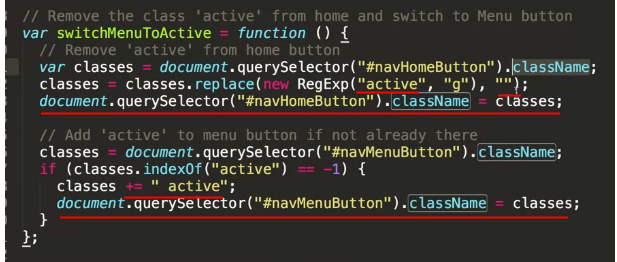 // Remove the class 'active' from home and switch to Menu button
var switchMenuToActive = function () {
// Remove 'active' from home button
var classes = document.querySelector("#navHomeButton").className;
classes = classes.replace(new RegExp("active", "g"), "");
document.querySelector("#navHomeButton").className = classes;
// Add 'active' to menu button if not already there
classes = document.querySelector("#navMenuButton").className;
if (classes.indexOf("active") == -1) {
classes += " active";
document.querySelector("#navMenuButton").className = classes;
}
};